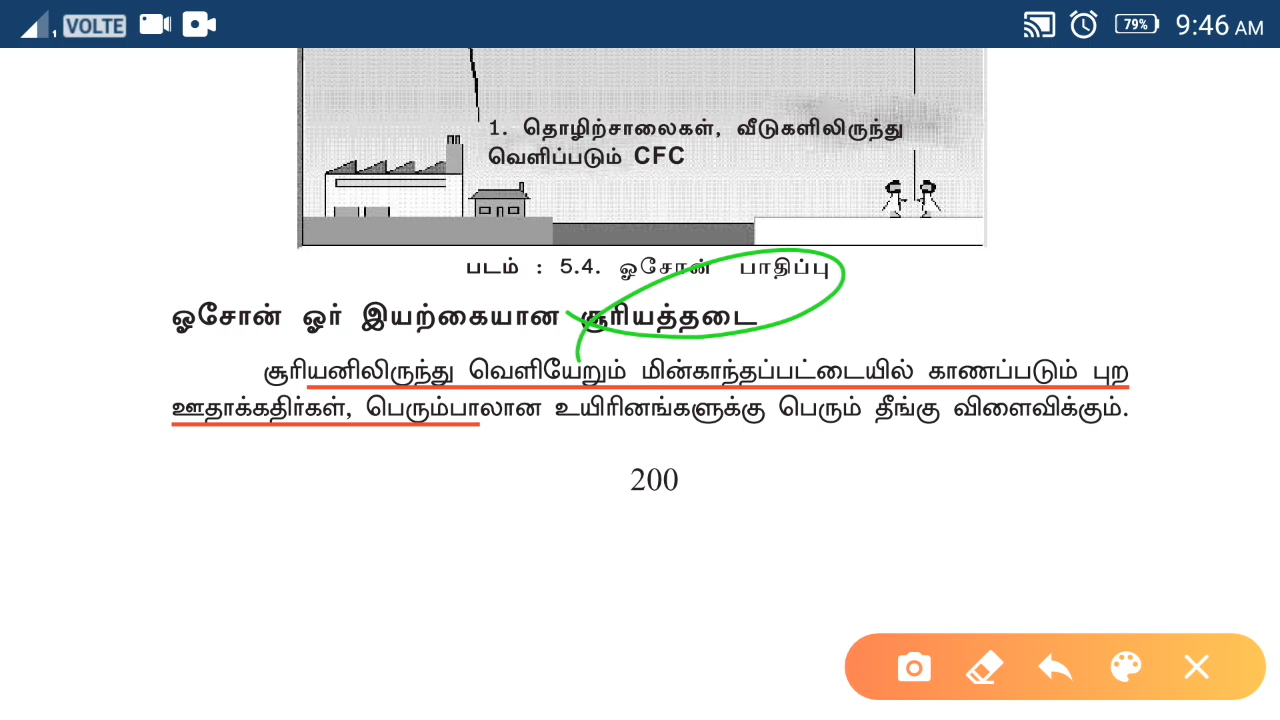 1 VOLTE 79% 9:46 AM
1. தொழிற்சாலைகள், வீடுகளிலிருந்து
வெளிப்படும் CFC
படம் : 5.4. ஓசோன் பாதிப்பு
ஓசோன் ஓர் இயற்கையான சூரியத்தடை
சூரியனிலிருந்து வெளியேறும் மின்காந்தப்பட்டையில் காணப்படும் புற
ஊதாக்கதிர்கள், பெரும்பாலான உயிரினங்களுக்கு பெரும் தீங்கு விளைவிக்கும்.
200